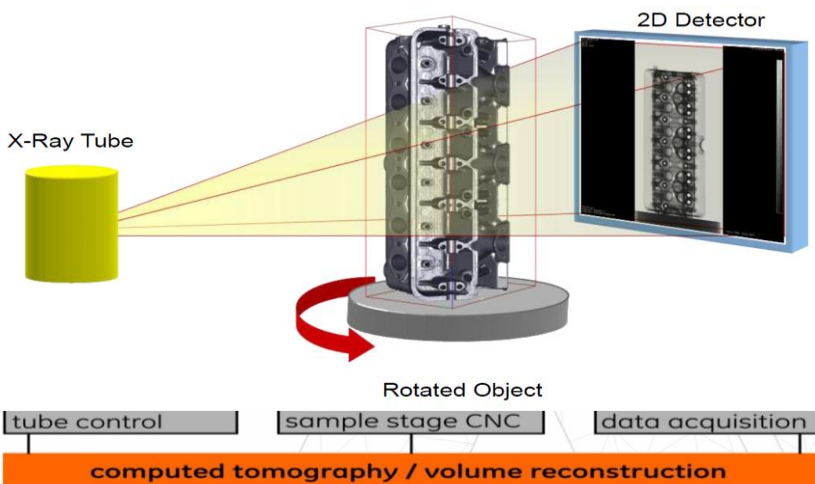 2D Detector
X-Ray Tube
Rotated Object
tube control
sample stage CNC
data acquisition
computed tomography / volume reconstruction